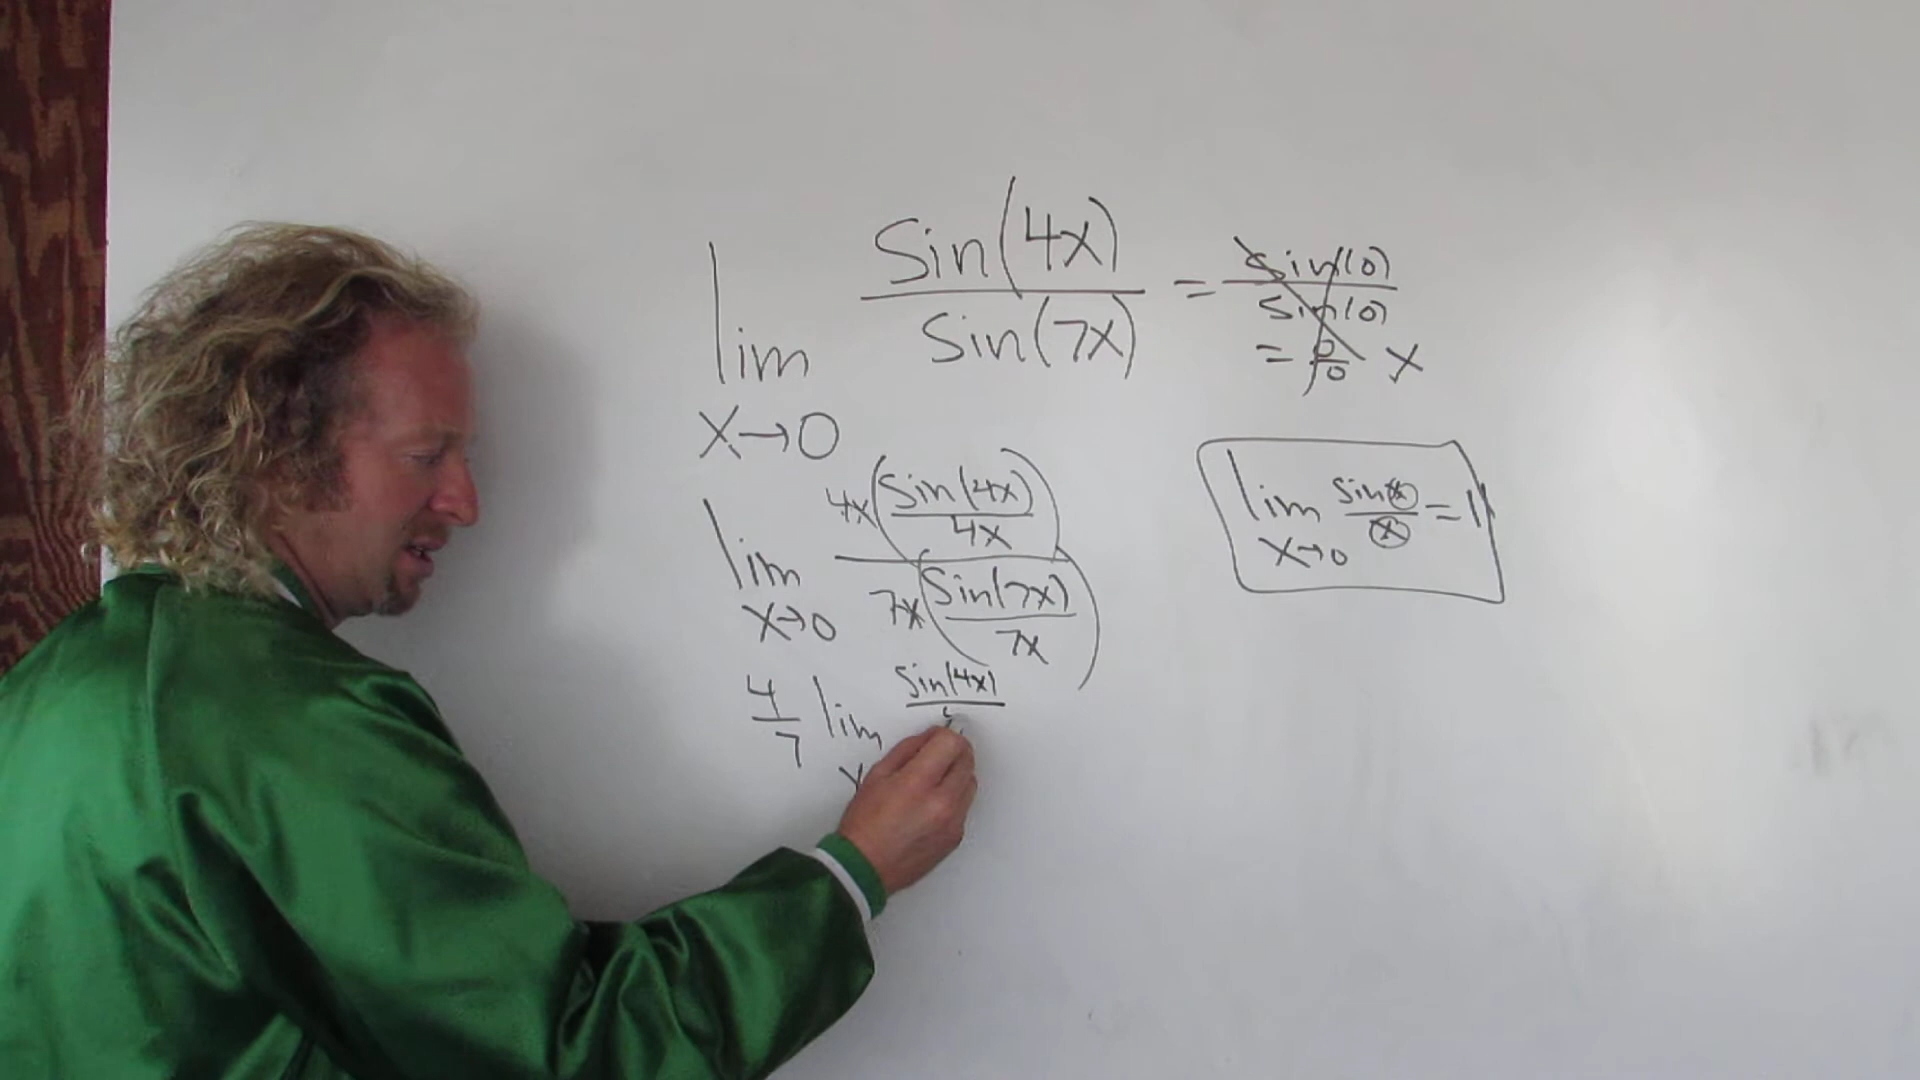 lim x→0 Sin(4x) / Sin(7x) = Sin(0) / Sin(0)
= 0/0 x
lim x→0 4x(Sin(4x) / 4x) / 7x(Sin(7x) / 7x)
lim x→0 Sin(x) / x = 1
4/7 lim Sin(4x)
x